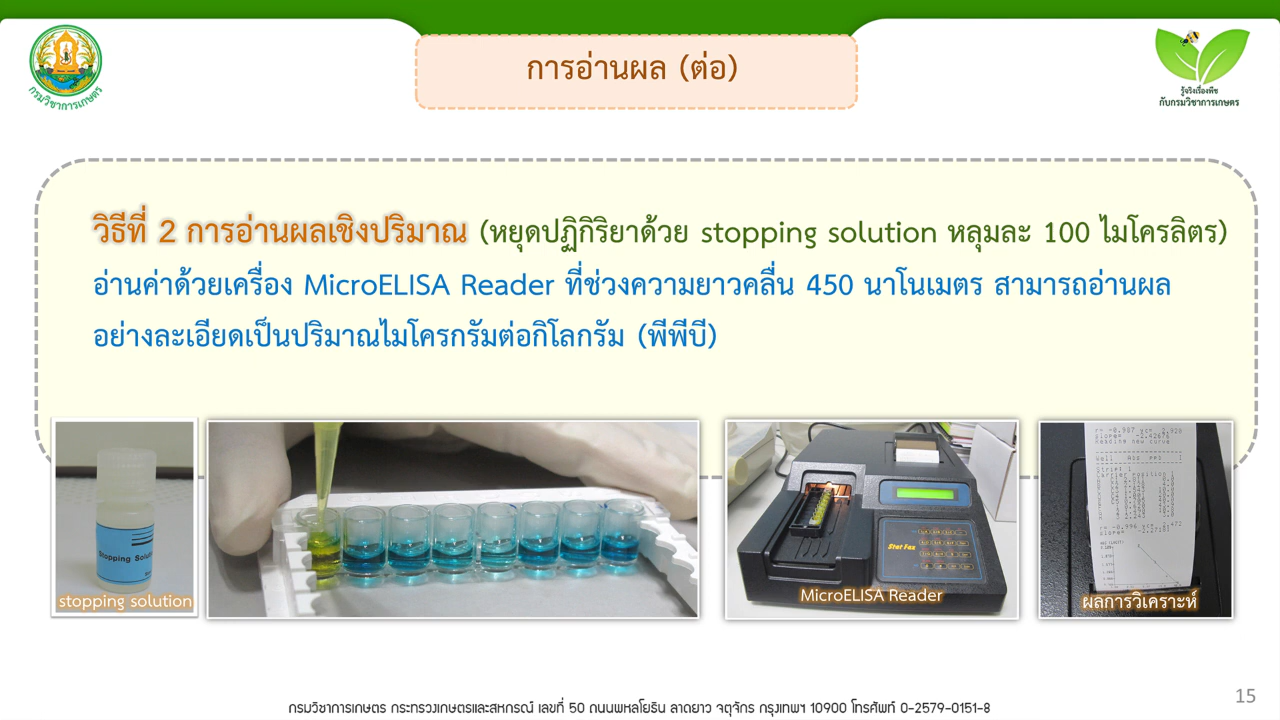 การอ่านผล (ต่อ)
กรมวิชาการเกษตร
รู้จริงเรื่องพืช
กับกรมวิชาการเกษตร
วิธีที่ 2 การอ่านผลเชิงปริมาณ (หยุดปฏิกิริยาด้วย stopping solution หลุมละ 100 ไมโครลิตร)
อ่านค่าด้วยเครื่อง MicroELISA Reader ที่ช่วงความยาวคลื่น 450 นาโนเมตร สามารถอ่านผล
อย่างละเอียดเป็นปริมาณไมโครกรัมต่อกิโลกรัม (พีพีบี)
Stopping
stopping solution
Stat Fax
MicroELISA Reader
Well Abs
Strip 1
Carrier position 1
ผลการวิเคราะห์
15
กรมวิชาการเกษตร กระทรวงเกษตรและสหกรณ์ เลขที่ 50 ถนนพหลโยธิน ลาดยาว จตุจักร กรุงเทพฯ 10900 โทรศัพท์ 0-2579-0151-8